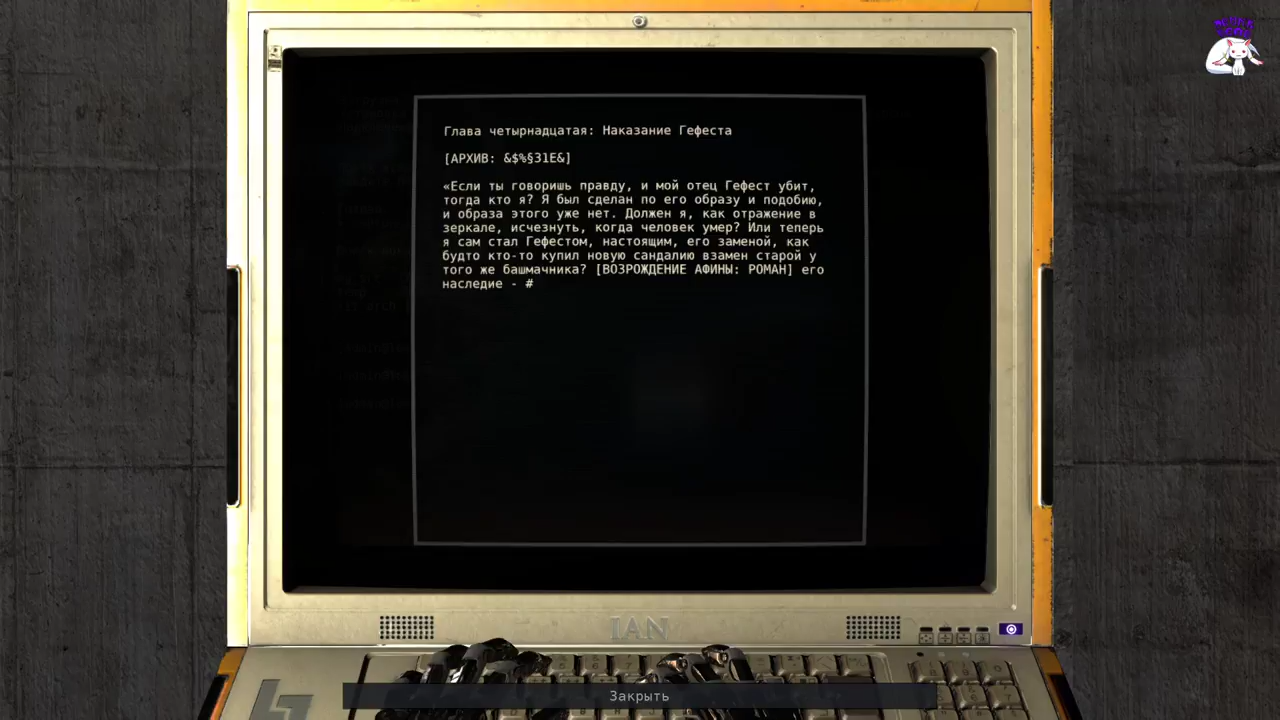 Глава четырнадцатая: Наказание Гефеста
[АРХИВ: &$%§31E&]
«Если ты говоришь правду, и мой отец Гефест убит,
тогда кто я? Я был сделан по его образу и подобию,
и образа этого уже нет. Должен я, как отражение в
зеркале, исчезнуть, когда человек умер? Или теперь
я сам стал Гефестом, настоящим, его заменой, как
будто кто-то купил новую сандалию взамен старой у
того же башмачника? [ВОЗРОЖДЕНИЕ АФИНЫ: РОМАН] его
наследие - #
IAN
Закрыть